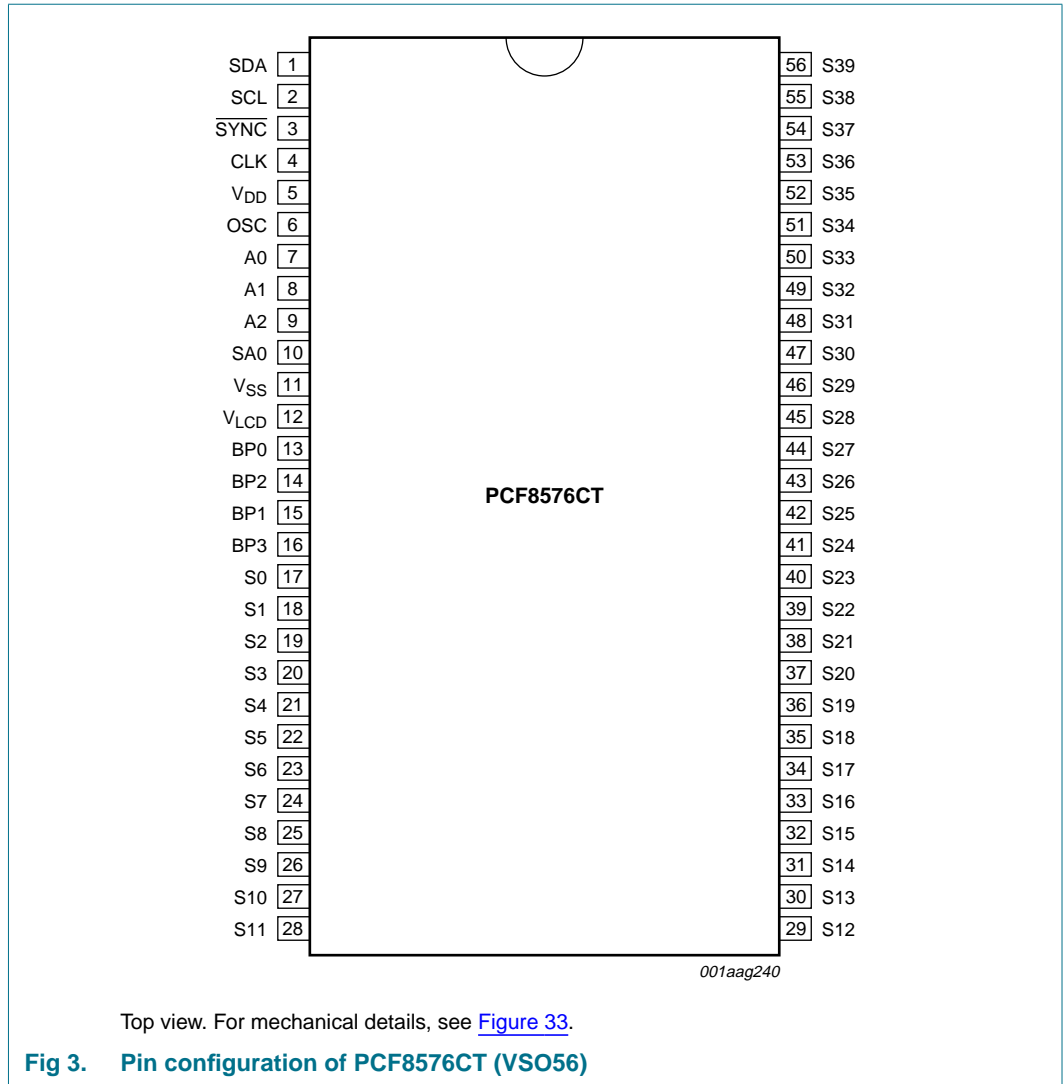 SDA 1 56 S39
SCL 2 55 S38
SYNC 3 54 S37
CLK 4 53 S36
VDD 5 52 S35
OSC 6 51 S34
A0 7 50 S33
A1 8 49 S32
A2 9 48 S31
SA0 10 47 S30
VSS 11 46 S29
VLCD 12 45 S28
BP0 13 44 S27
BP2 14 43 S26
PCF8576CT
BP1 15 42 S25
BP3 16 41 S24
S0 17 40 S23
S1 18 39 S22
S2 19 38 S21
S3 20 37 S20
S4 21 36 S19
S5 22 35 S18
S6 23 34 S17
S7 24 33 S16
S8 25 32 S15
S9 26 31 S14
S10 27 30 S13
S11 28 29 S12
001aag240
Top view. For mechanical details, see Figure 33.
Fig 3. Pin configuration of PCF8576CT (VSO56)